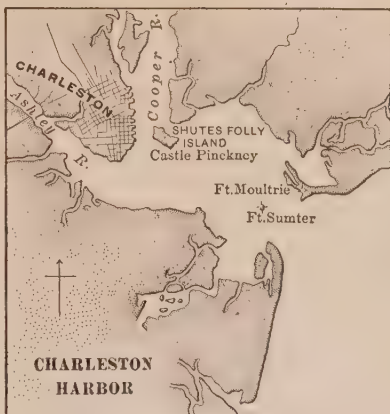 CHARLESTON
Ashley
R.
Cooper R.
SHUTES FOLLY
ISLAND
Castle Pinckney
Ft. Moultrie
Ft. Sumter
CHARLESTON
HARBOR